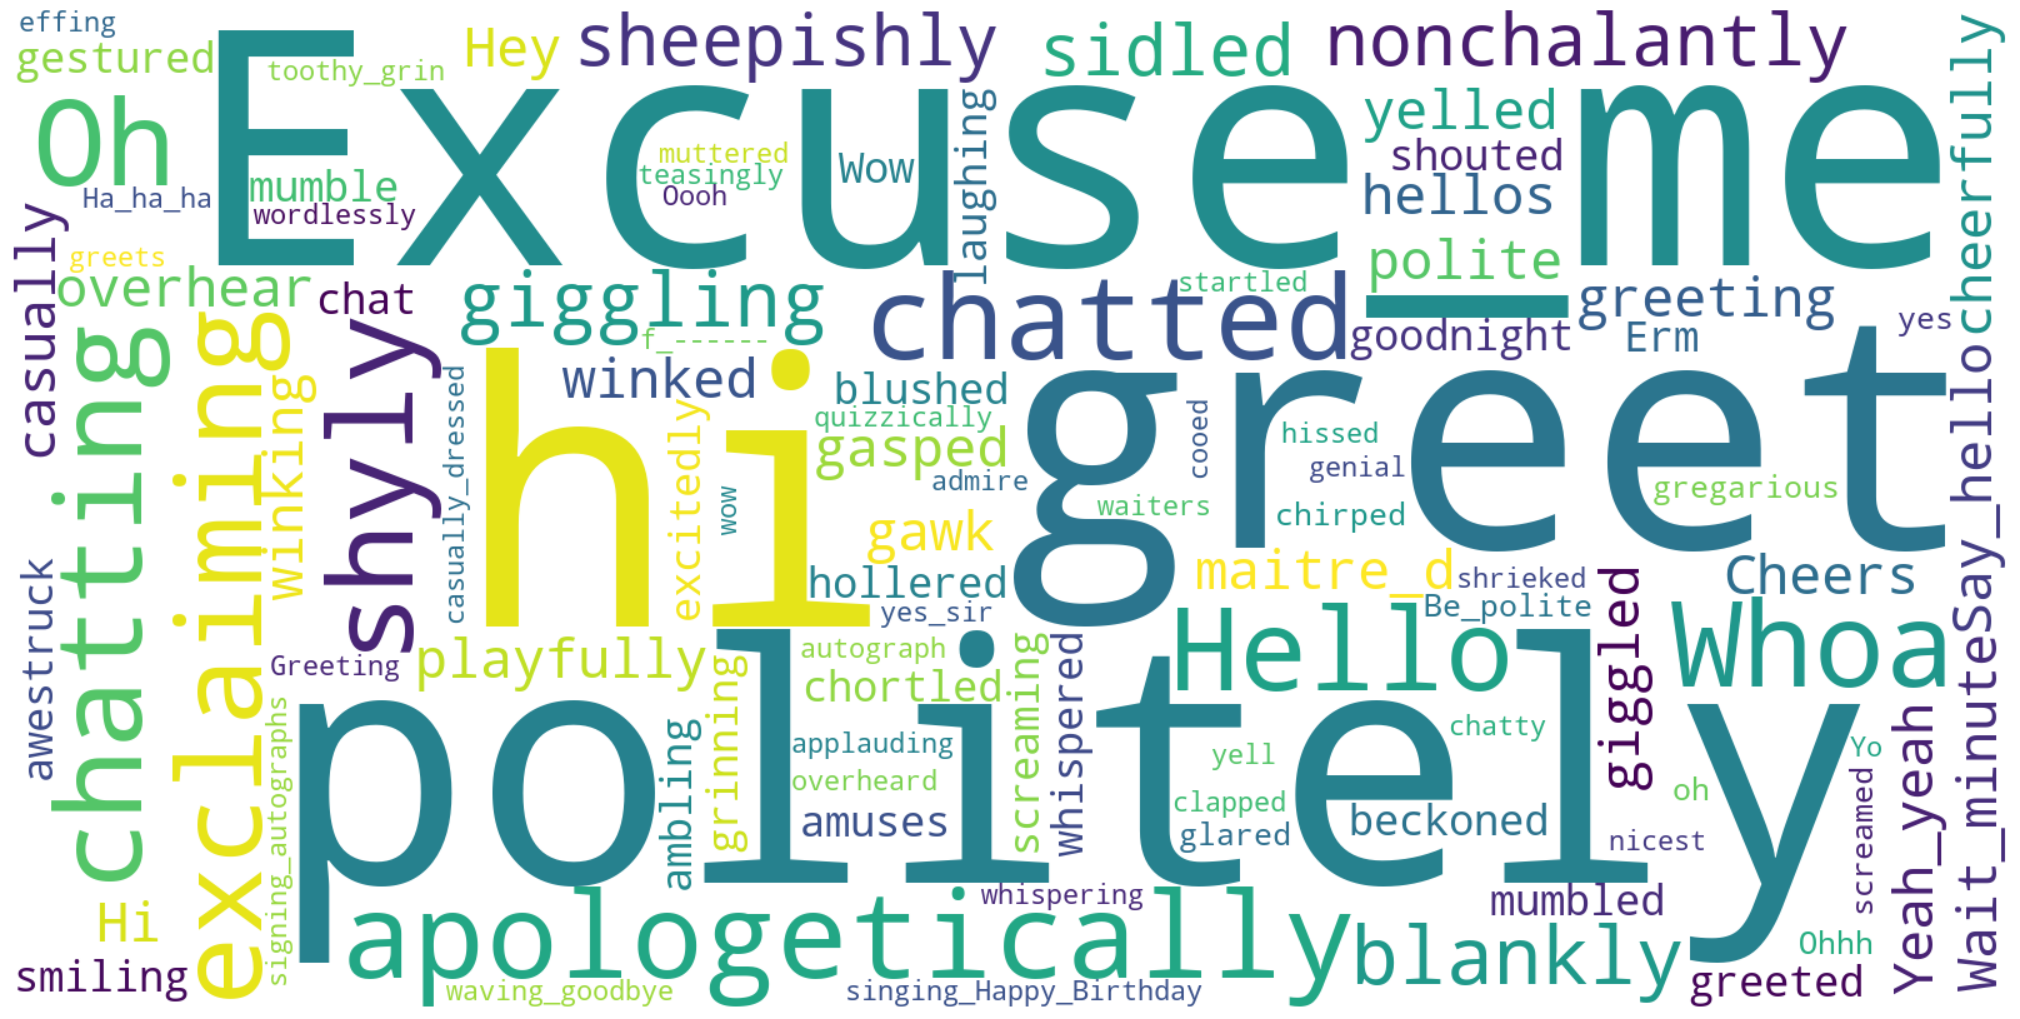 effing
gestured
toothy_grin
Hey
sheepishly
sidled
nonchalantly
Oh
Excuse_me
cheerfully
yelled
shouted
hellos
laughing
muttered
teasingly
Oooh
Wow
mumble
wordlessly
Ha_ha_ha
casually
greets
overhear
chat
giggling
chatted
startled
polite
greeting
goodnight
Erm
yes
f_------
chatting
exclaiming
winking
shyly
casually_dressed
hi
winked
excitedly
wow
blushed
quizzically
gasped
admire
cooed
greet
hissed
genial
gregarious
waiters
chirped
gawk
hollered
maitre_d
shrieked
Cheers
Say_hello
yes_sir
Be_polite
awestruck
Greeting
playfully
autograph
chortled
screaming
whispered
Hello
giggled
Whoa
signing_autographs
politely
ambling
grinning
applauding
overheard
amuses
yell
clapped
glared
beckoned
chatty
oh
nicest
Yo
screamed
Yeah_yeah
Wait_minute
Hi
smiling
apologetically
whispering
blankly
mumbled
Ohhh
greeted
waving_goodbye
singing_Happy_Birthday